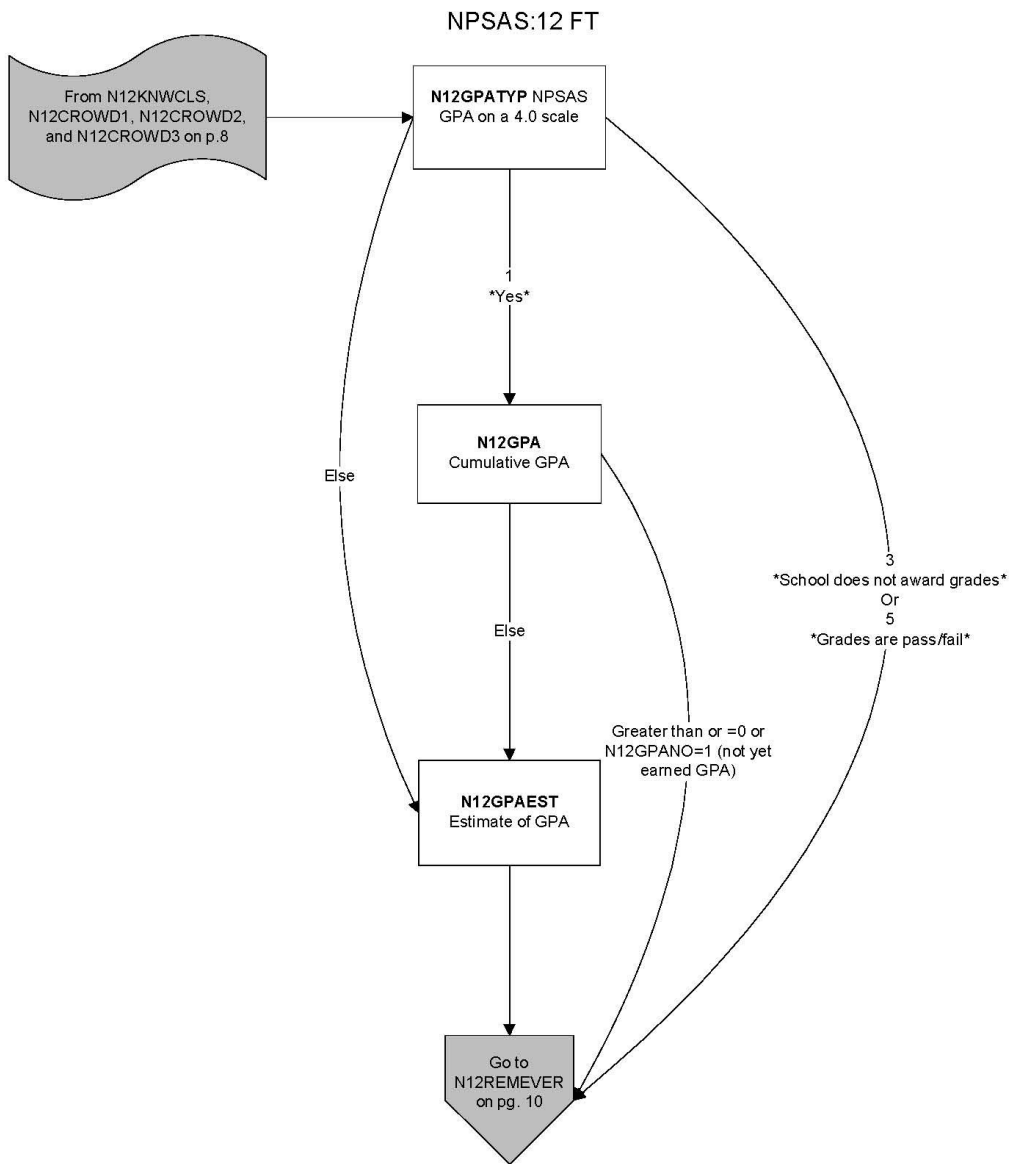 NPSAS:12 FT
From N12KNWCLS,
N12CROWD1, N12CROWD2,
and N12CROWD3 on p.8
N12GPATYP NPSAS
GPA on a 4.0 scale
1
*Yes*
N12GPA
Cumulative GPA
Else
3
*School does not award grades*
Or
5
*Grades are pass/fail*
Else
Greater than or =0 or
N12GPANO=1 (not yet
earned GPA)
N12GPAEST
Estimate of GPA
Go to
N12REMEVER
on pg. 10